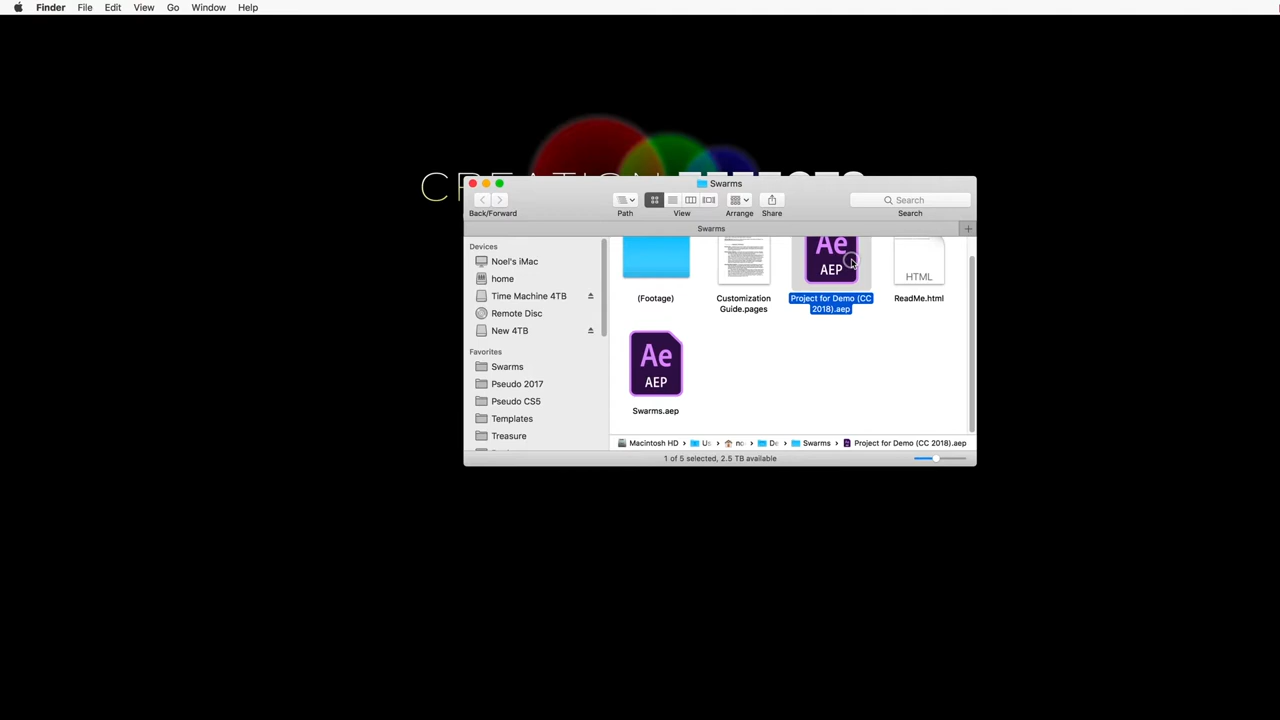 Finder File Edit View Go Window Help
Swarms
Path View Arrange Share Search
Search
Back/Forward
Swarms
Devices
Noel's iMac
home
Time Machine 4TB
Remote Disc
New 4TB
Favorites
Swarms
Pseudo 2017
Pseudo CS5
Templates
Treasure
(Footage)
Customization
Guide.pages
Ae
AEP
Project for Demo (CC
2018).aep
HTML
ReadMe.html
Ae
AEP
Swarms.aep
Macintosh HD › Us › no › De › Swarms › Project for Demo (CC 2018).aep
1 of 5 selected, 2.5 TB available